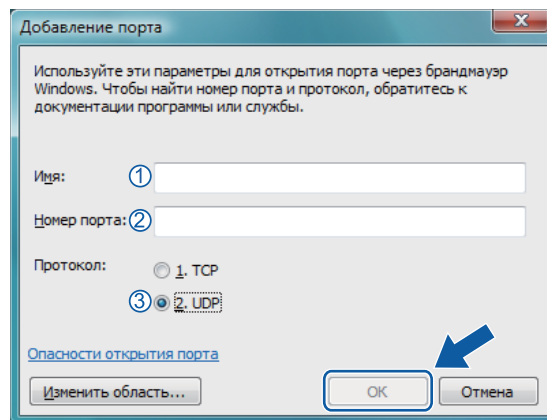 Добавление порта
Используйте эти параметры для открытия порта через брандмауэр
Windows. Чтобы найти номер порта и протокол, обратитесь к
документации программы или службы.
Имя: 1
Номер порта: 2
Протокол: 1. TCP
3 2. UDP
Опасности открытия порта
Изменить область... OK Отмена